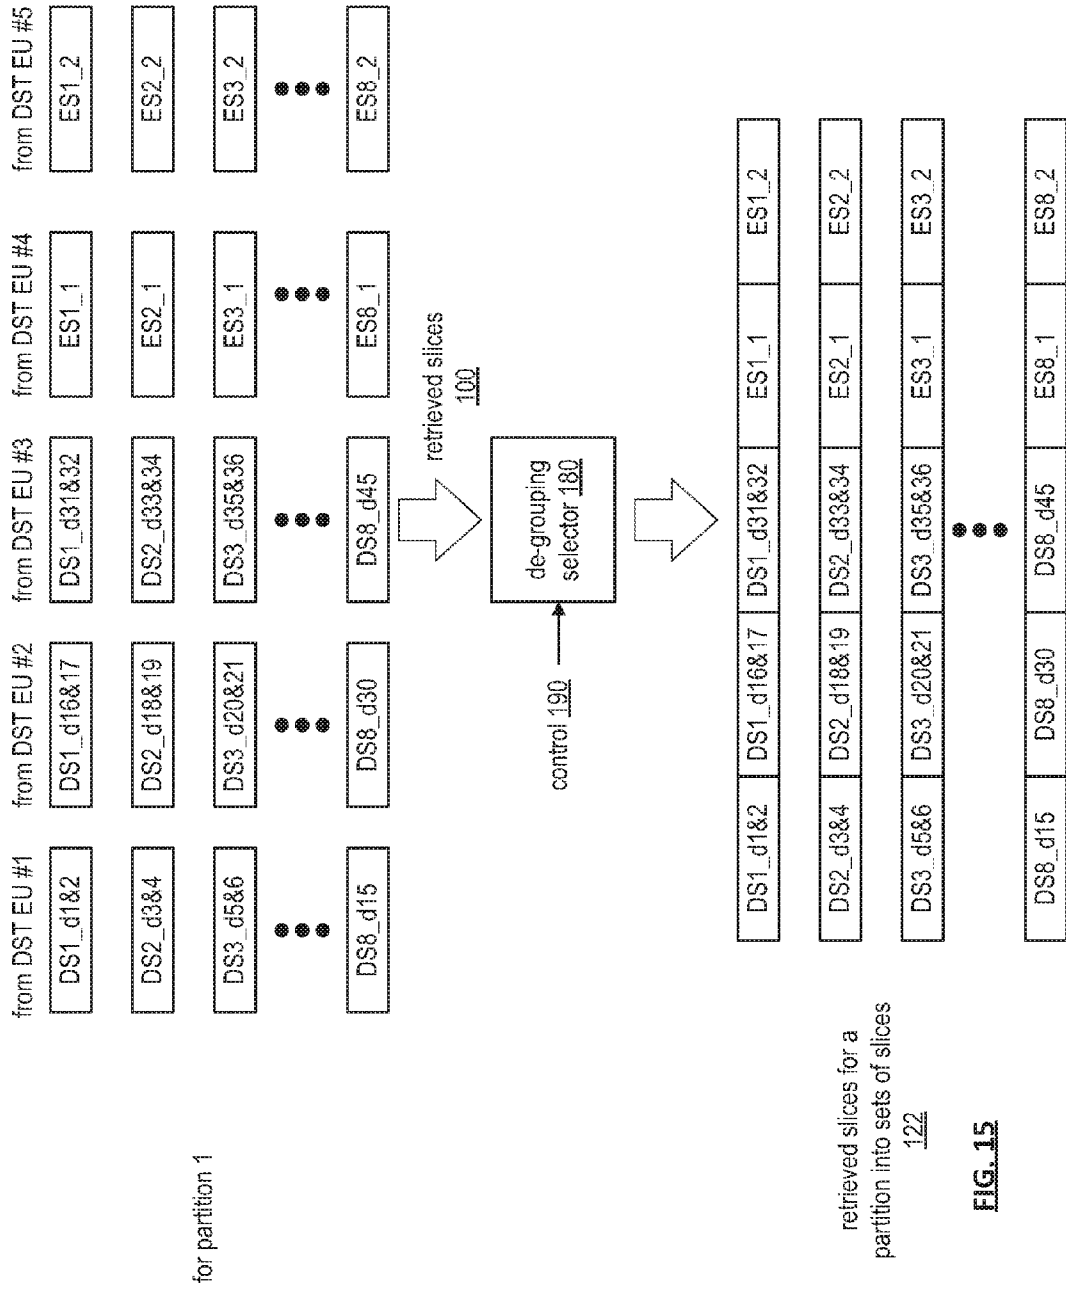 from DST EU #1
from DST EU #2
from DST EU #3
from DST EU #4
from DST EU #5
for partition 1
DS1_d1&2
DS1_d16&17
DS1_d31&32
ES1_1
ES1_2
DS2_d3&4
DS2_d18&19
DS2_d33&34
ES2_1
ES2_2
DS3_d5&6
DS3_d20&21
DS3_d35&36
ES3_1
ES3_2
DS8_d15
DS8_d30
DS8_d45
ES8_1
ES8_2
retrieved slices
100
control 190
de-grouping
selector 180
retrieved slices for a
partition into sets of slices
122
DS1_d1&2
DS1_d16&17
DS1_d31&32
ES1_1
ES1_2
DS2_d3&4
DS2_d18&19
DS2_d33&34
ES2_1
ES2_2
DS3_d5&6
DS3_d20&21
DS3_d35&36
ES3_1
ES3_2
DS8_d15
DS8_d30
DS8_d45
ES8_1
ES8_2
FIG. 15